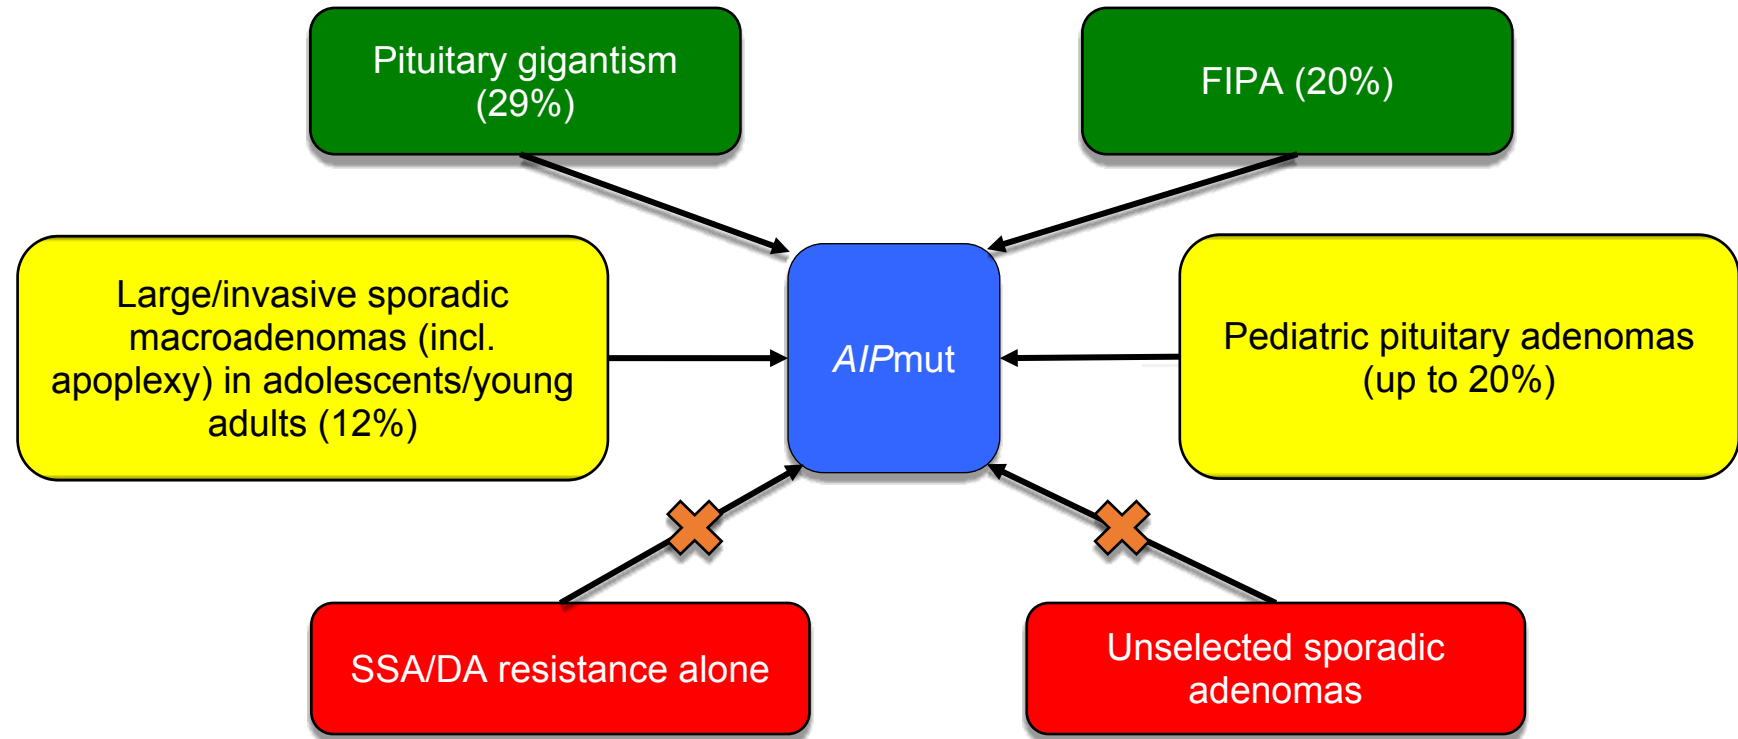 Pituitary gigantism
(29%)
FIPA (20%)
Large/invasive sporadic
macroadenomas (incl.
apoplexy) in adolescents/young
adults (12%)
AIPmut
Pediatric pituitary adenomas
(up to 20%)
SSA/DA resistance alone
Unselected sporadic
adenomas